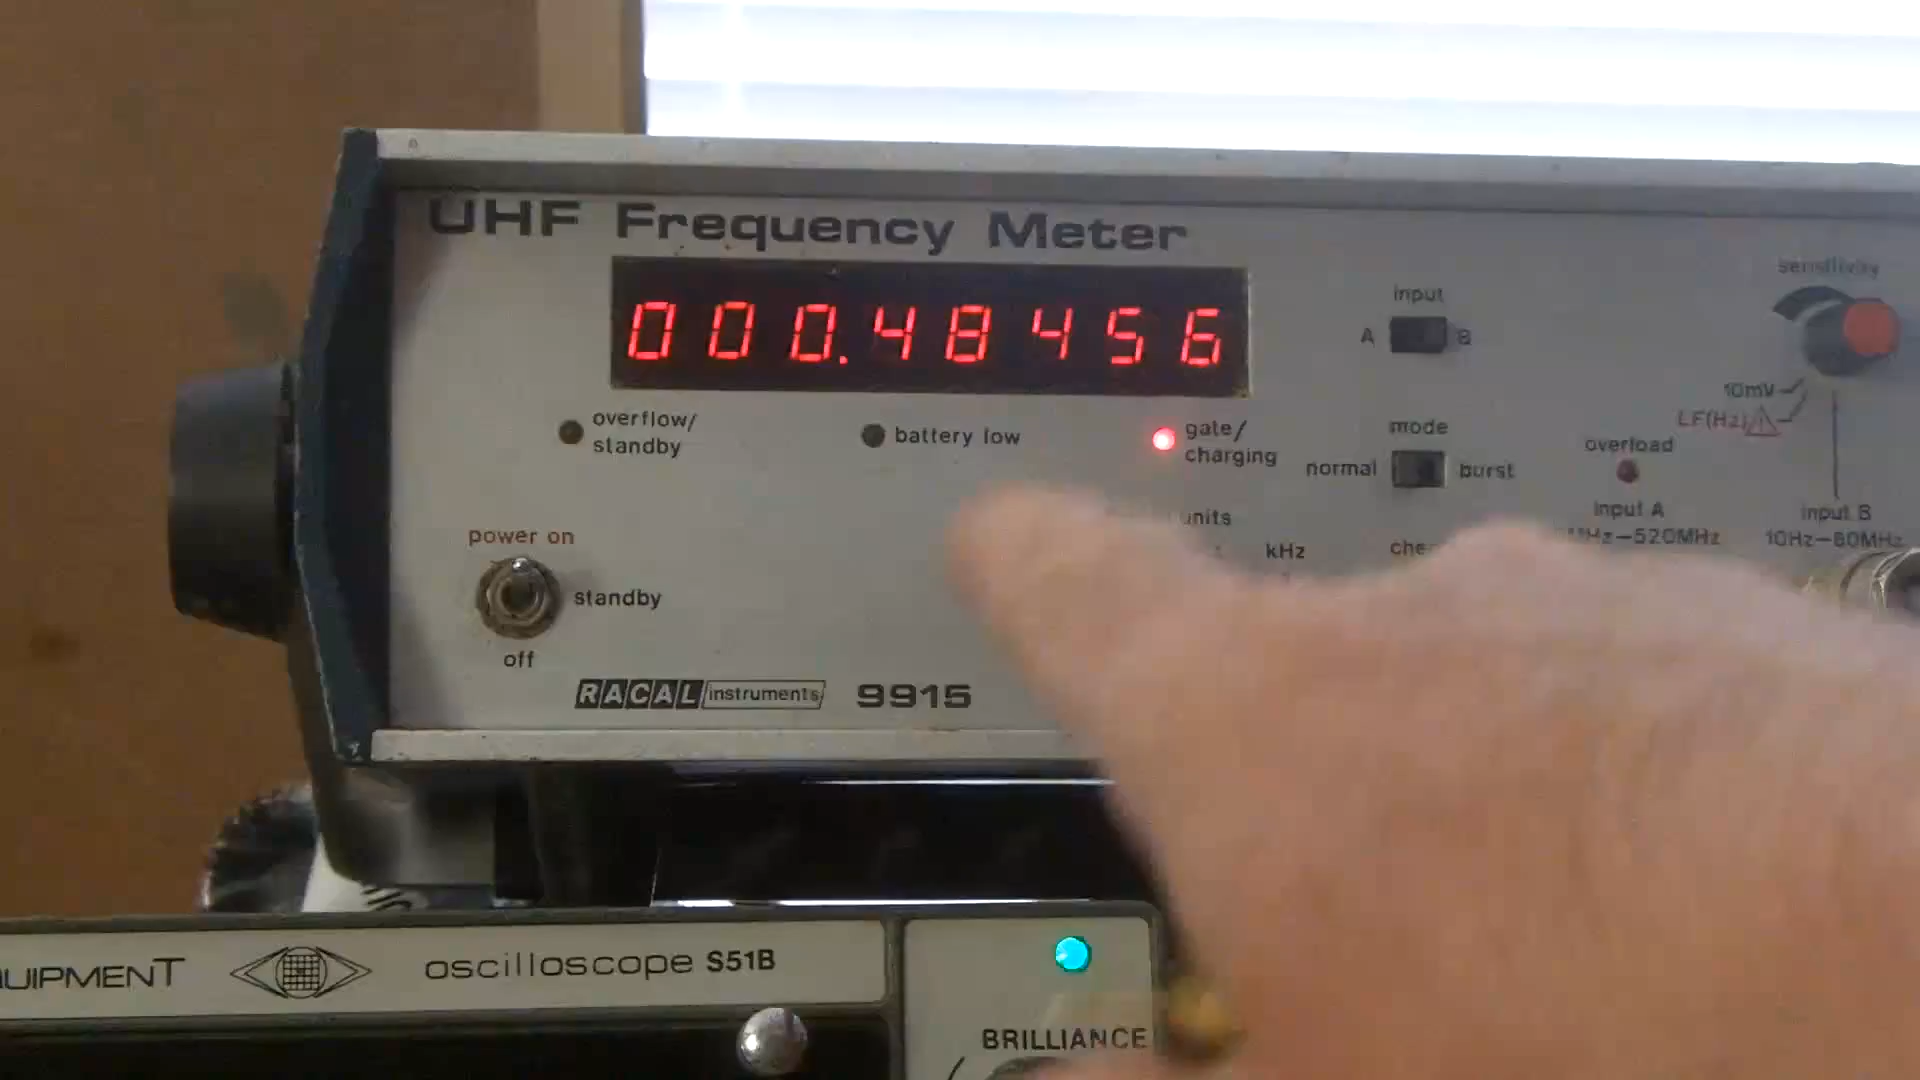 UHF Frequency Meter
000.48456
overflow/
standby
battery low
gate/
charging
power on
standby
off
RACAL instruments 9915
units
kHz
input
A B
mode
normal burst
sensitivity
10mV
LF(Hz)
overload
input A
MHz–520MHz
input B
10Hz–60MHz
oscilloscope S51B
BRILLIANCE